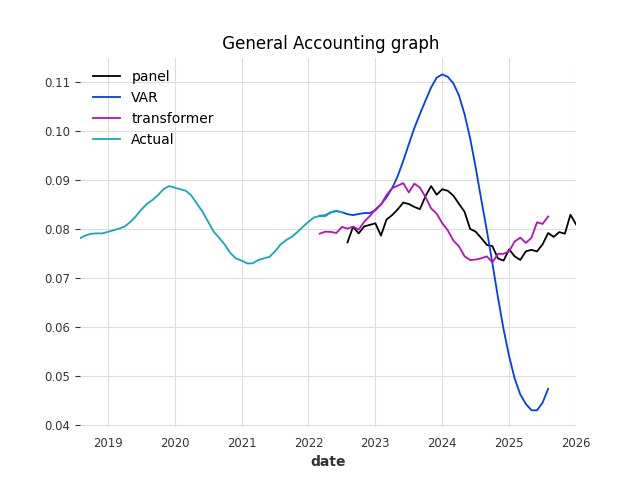 General Accounting graph
panel
VAR
transformer
Actual
0.11
0.10
0.09
0.08
0.07
0.06
0.05
0.04
2019 2020 2021 2022 2023 2024 2025 2026
date